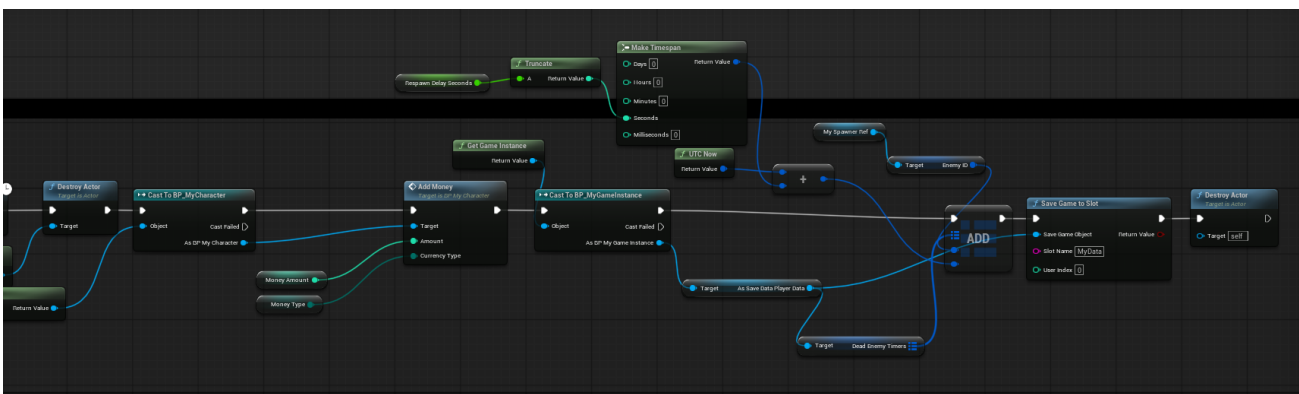 Make Timespan
Days 0
Return Value
Hours 0
Minutes 0
Seconds
Milliseconds 0
Truncate
A
Return Value
Respawn Delay Seconds
Get Game Instance
Return Value
UTC Now
Return Value
+
My Spawner Ref
Target
Enemy ID
Destroy Actor
Target is Actor
Target
Cast To BP_MyCharacter
Object
Cast Failed
As BP My Character
Return Value
Add Money
Target is BP My Character
Target
Amount
Currency Type
Money Amount
Money Type
Cast To BP_MyGameInstance
Object
Cast Failed
As BP My Game Instance
Target
As Save Data Player Data
Target
Dead Enemy Timers
ADD
Save Game to Slot
Save Game Object
Return Value
Slot Name MyData
User Index 0
Destroy Actor
Target is Actor
Target self